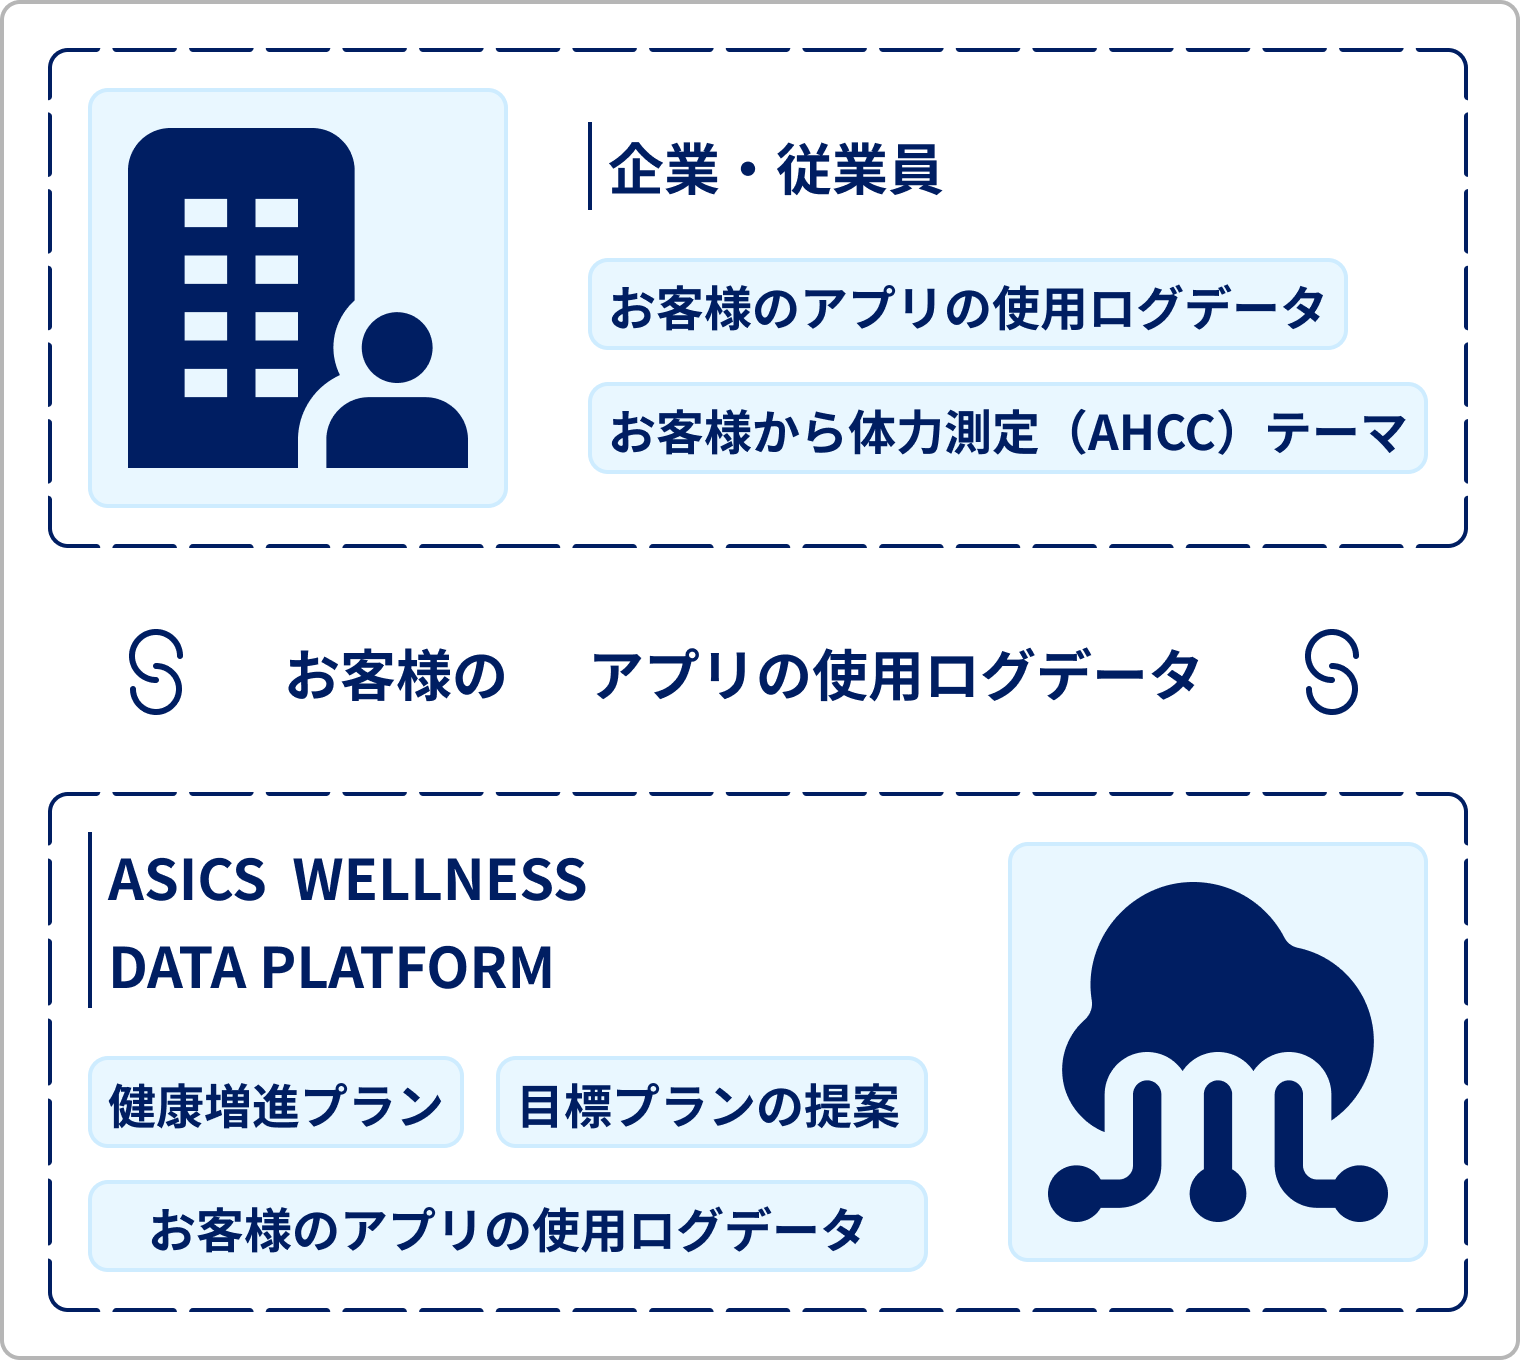 企業・従業員
お客様のアプリの使用ログデータ
お客様から体力測定（AHCC）テーマ
お客様の　アプリの使用ログデータ
ASICS WELLNESS
DATA PLATFORM
健康増進プラン
目標プランの提案
お客様のアプリの使用ログデータ